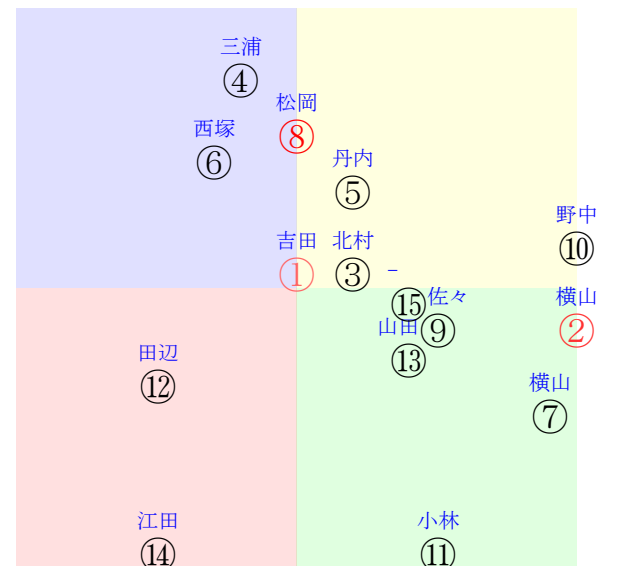 三浦
④
松岡
⑧
西塚
⑥
丹内
⑤
野中
⑩
吉田
①
北村
③
－
⑮
佐々
⑨
横山
②
山田
⑬
田辺
⑫
横山
⑦
江田
⑭
小林
⑪